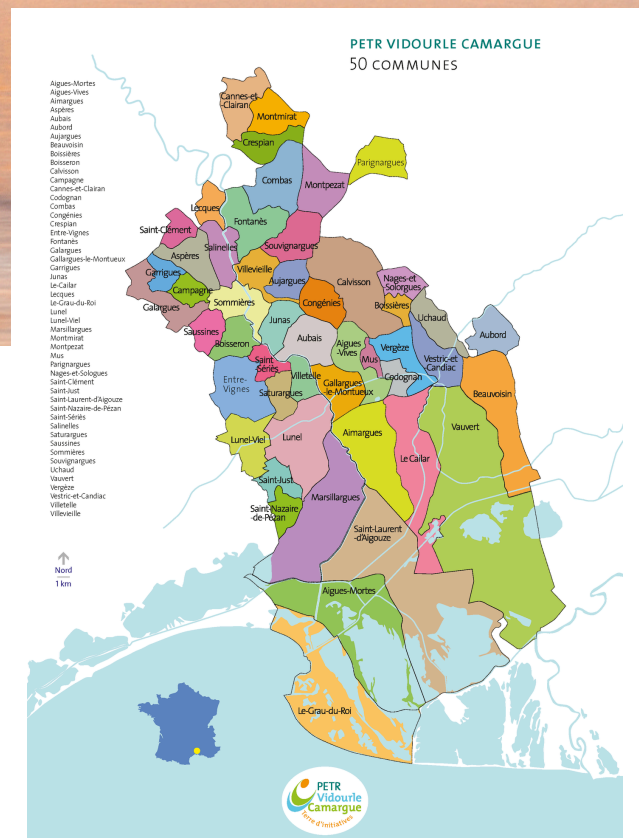 PETR VIDOURLE CAMARGUE
50 COMMUNES
Aigues-Mortes
Aigues-Vives
Aimargues
Aspères
Aubais
Aubord
Aujargues
Beauvoisin
Boissières
Boisseron
Calvisson
Campagne
Cannes-et-Clairan
Codognan
Combas
Congénies
Crespian
Entre-Vignes
Fontanès
Galargues
Gallargues-le-Montueux
Garrigues
Junas
Le-Cailar
Lecques
Le-Grau-du-Roi
Lunel
Lunel-Viel
Marsillargues
Montmirat
Montpezat
Mus
Parignargues
Nages-et-Sologues
Saint-Clément
Saint-Just
Saint-Laurent-d'Aigouze
Saint-Nazaire-de-Pézan
Saint-Sériès
Salinelles
Saturargues
Saussines
Sommières
Souvignargues
Uchaud
Vauvert
Vergèze
Vestric-et-Candiac
Villetelle
Villevieille
Nord
1 km
Cannes-et-
Clairan
Montmirat
Crespian
Parignargues
Combas
Montpezat
Lecques
Fontanès
Saint-Clément
Salinelles
Souvignargues
Aspères
Garrigues
Villevieille
Aujargues
Calvisson
Nages-et
Solorgues
Campagne
Galargues
Sommières
Congénies
Boissières
Uchaud
Saussines
Junas
Aubord
Boisseron
Aubais
Aigues
-Vives
Vergèze
Mus
Vestric-et
Candiac
Saint
Sériès
Villetelle
Codognan
Entre-
Vignes
Saturargues
Gallargues
-le-Montueux
Beauvoisin
Lunel-Viel
Lunel
Aimargues
Le Cailar
Vauvert
Saint-Just
Marsillargues
Saint-Nazaire
-de-Pézan
Saint-Laurent
-d'Aigouze
Aigues-Mortes
Le-Grau-du-Roi
PETR
Vidourle
Camargue
Terre d'initiatives